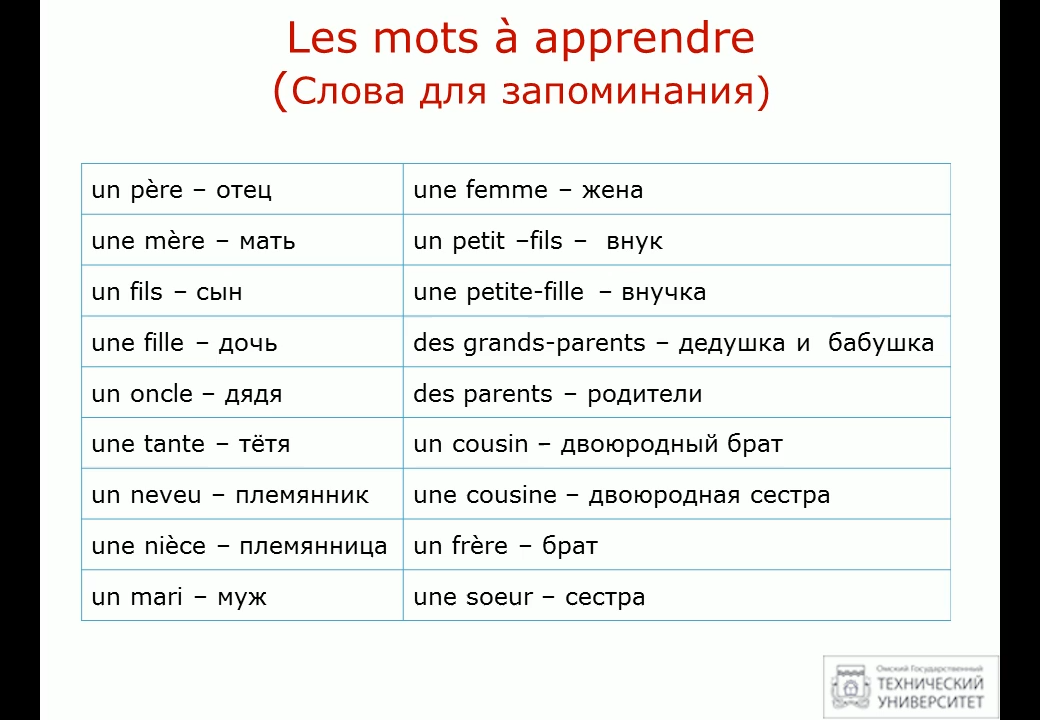 Les mots à apprendre
(Слова для запоминания)
un père – отец
une femme – жена
une mère – мать
un petit –fils – внук
un fils – сын
une petite-fille – внучка
une fille – дочь
des grands-parents – дедушка и бабушка
un oncle – дядя
des parents – родители
une tante – тётя
un cousin – двоюродный брат
un neveu – племянник
une cousine – двоюродная сестра
une nièce – племянница
un frère – брат
un mari – муж
une soeur – сестра
Омский Государственный
ТЕХНИЧЕСКИЙ
УНИВЕРСИТЕТ